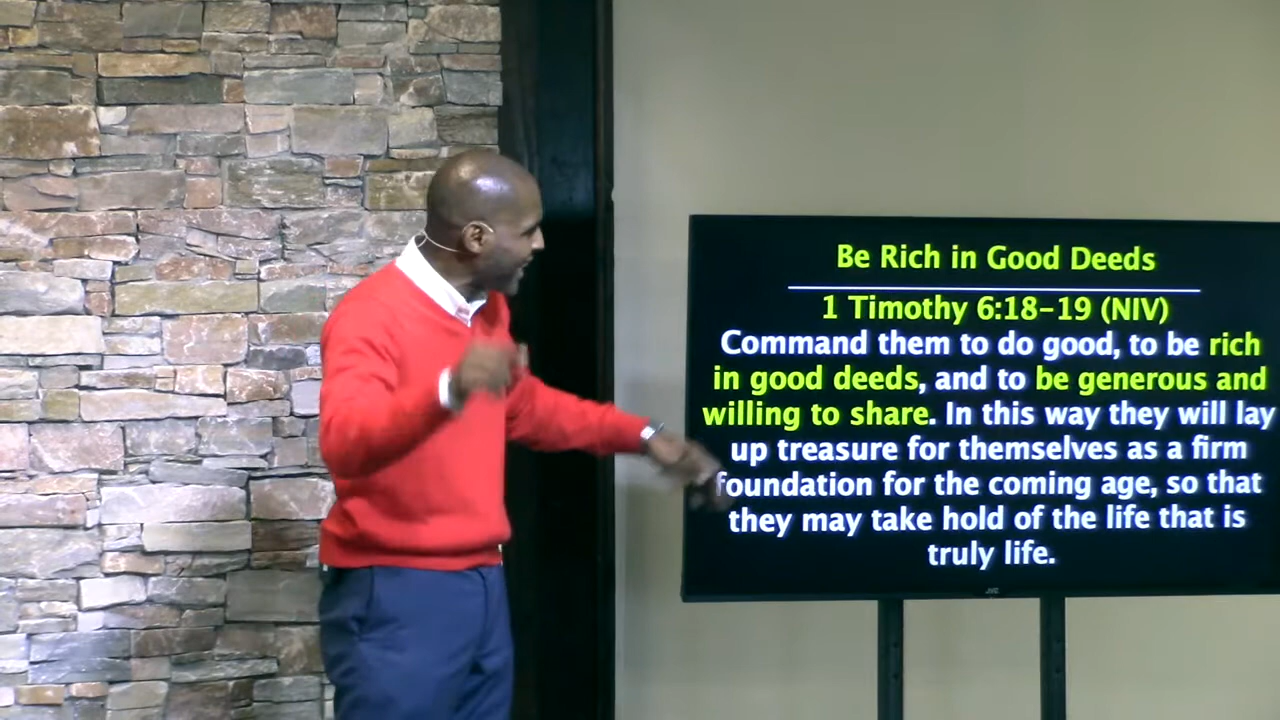 Be Rich in Good Deeds
1 Timothy 6:18-19 (NIV)
Command them to do good, to be rich
in good deeds, and to be generous and
willing to share. In this way they will lay
up treasure for themselves as a firm
foundation for the coming age, so that
they may take hold of the life that is
truly life.
JVC